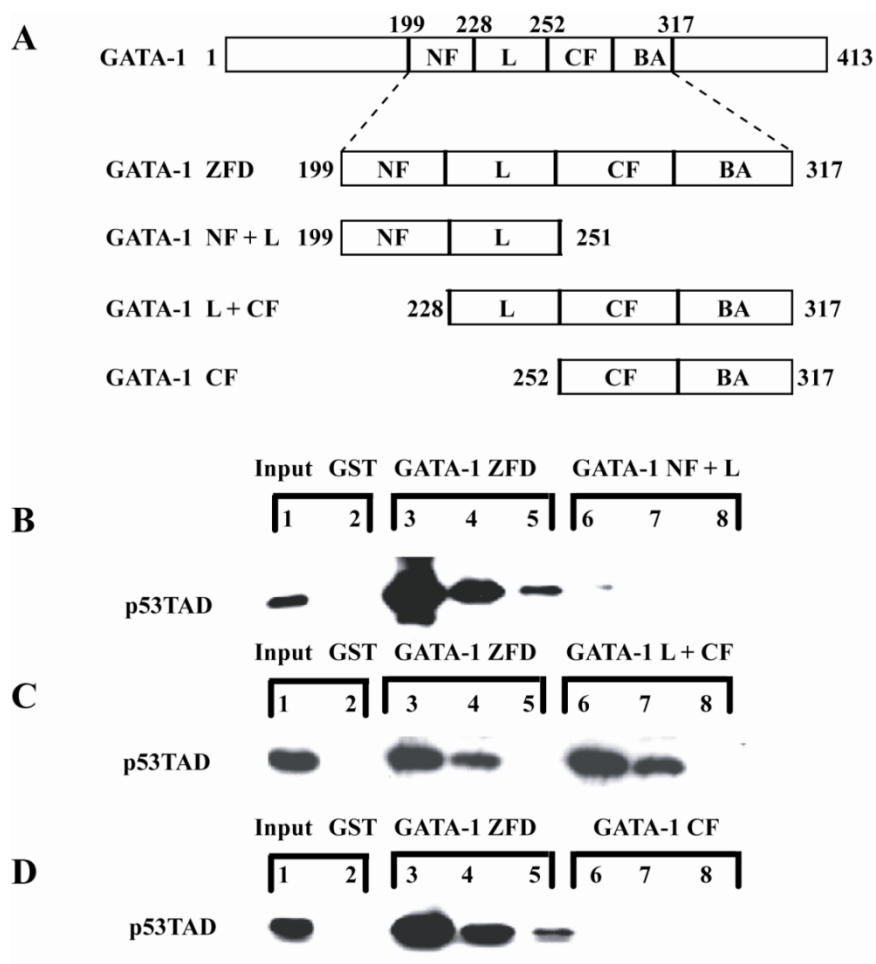 A
199 228 252 317
GATA-1 1 NF L CF BA 413
GATA-1 ZFD 199 NF L CF BA 317
GATA-1 NF + L 199 NF L 251
GATA-1 L + CF 228 L CF BA 317
GATA-1 CF 252 CF BA 317
Input GST GATA-1 ZFD GATA-1 NF + L
B
1 2 3 4 5 6 7 8
p53TAD
Input GST GATA-1 ZFD GATA-1 L + CF
C
1 2 3 4 5 6 7 8
p53TAD
Input GST GATA-1 ZFD GATA-1 CF
D
1 2 3 4 5 6 7 8
p53TAD